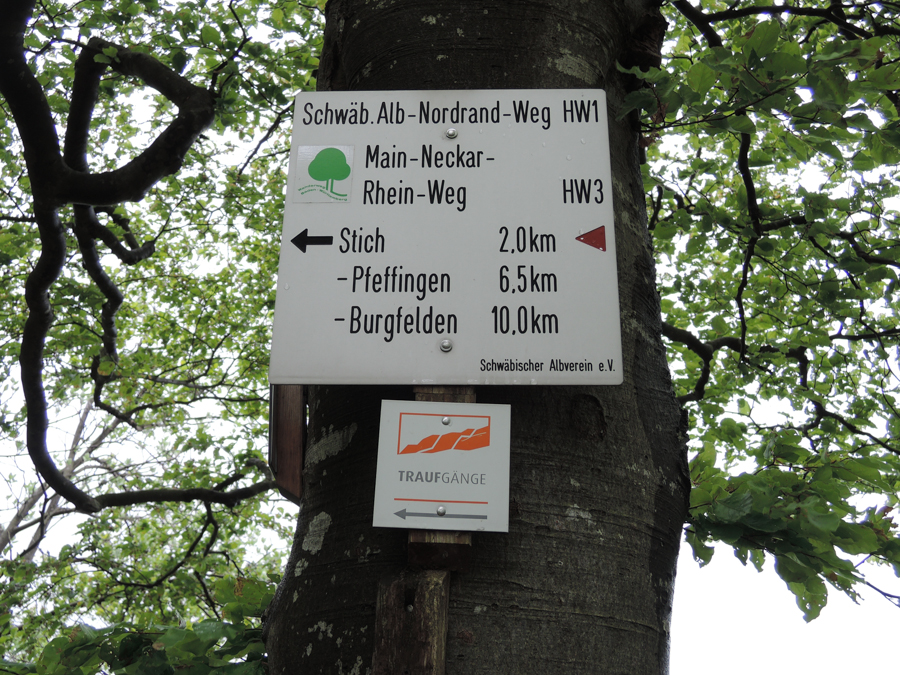 Schwäb. Alb-Nordrand-Weg HW1
Main-Neckar-
Rhein-Weg HW3
Stich 2,0km
-Pfeffingen 6,5km
-Burgfelden 10,0km
Schwäbischer Albverein e.V.
TRAUFGÄNGE